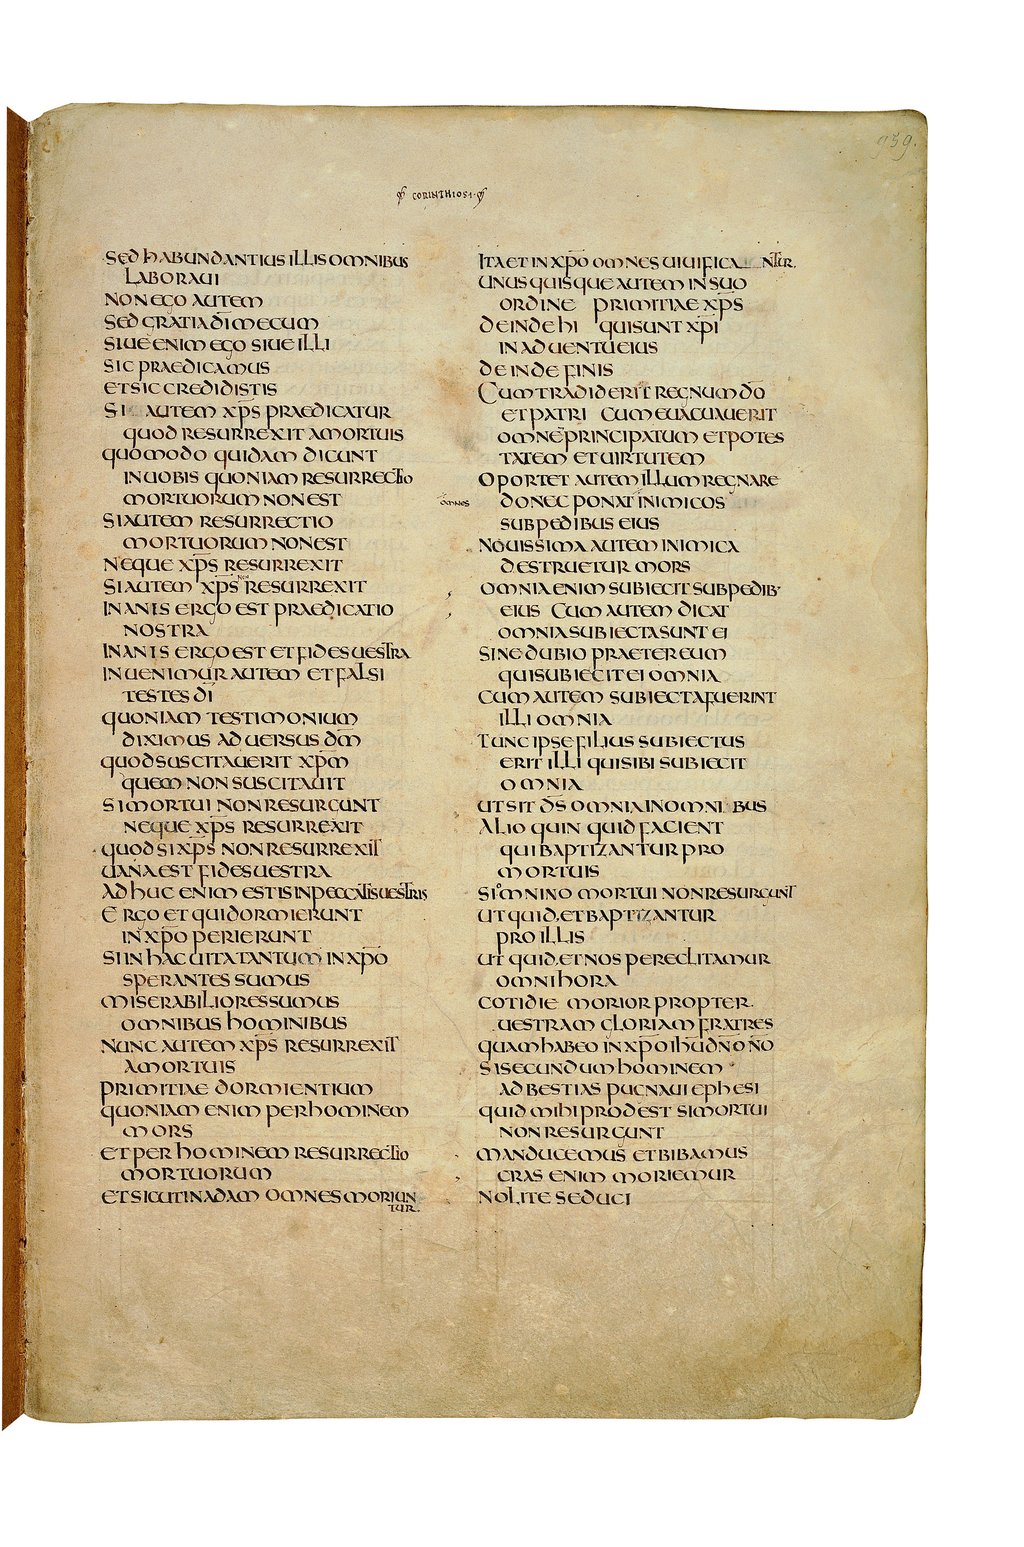 959.
CORINTHIOS·I·
SED HABUNDANTIUS ILLIS OMNIBUS
LABORAUI
NON EGO AUTEM
SED GRATIA DI MECUM
SIUE ENIM EGO SIUE ILLI
SIC PRAEDICAMUS
ET SIC CREDIDISTIS
SI AUTEM XPS PRAEDICATUR
QUOD RESURREXIT A MORTUIS
QUOMODO QUIDAM DICUNT
IN UOBIS QUONIAM RESURRECTIO
MORTUORUM NON EST
SI AUTEM RESURRECTIO
MORTUORUM NON EST
NEQUE XPS RESURREXIT
SI AUTEM XPS NON RESURREXIT
INANIS ERGO EST PRAEDICATIO
NOSTRA
INANIS ERGO EST ET FIDES UESTRA
INUENIMUR AUTEM ET FALSI
TESTES DI
QUONIAM TESTIMONIUM
DIXIMUS ADUERSUS DM
QUOD SUSCITAUERIT XPM
QUEM NON SUSCITAUIT
SI MORTUI NON RESURGUNT
NEQUE XPS RESURREXIT
QUOD SI XPS NON RESURREXIT
UANA EST FIDES UESTRA
ADHUC ENIM ESTIS IN PECCATIS UESTRIS
ERGO ET QUI DORMIERUNT
IN XPO PERIERUNT
SI IN HAC UITA TANTUM IN XPO
SPERANTES SUMUS
MISERABILIORES SUMUS
OMNIBUS HOMINIBUS
NUNC AUTEM XPS RESURREXIT
A MORTUIS
PRIMITIAE DORMIENTIUM
QUONIAM ENIM PER HOMINEM
MORS
ET PER HOMINEM RESURRECTIO
MORTUORUM
ET SICUT IN ADAM OMNES MORIUN
TUR.
ITA ET IN XPO OMNES UIUIFICA NTUR.
UNUSQUISQUE AUTEM IN SUO
ORDINE PRIMITIAE XPS
DEINDE HI QUI SUNT XPI
IN ADUENTU EIUS
DEINDE FINIS
CUM TRADIDERIT REGNUM DO
ET PATRI CUM EUACUAUERIT
OMNE PRINCIPATUM ET POTES
TATEM ET UIRTUTEM
OPORTET AUTEM ILLUM REGNARE
OMNES DONEC PONAT INIMICOS
SUB PEDIBUS EIUS
NOUISSIMA AUTEM INIMICA
DESTRUETUR MORS
OMNIA ENIM SUBIECIT SUB PEDIB·
EIUS CUM AUTEM DICAT
OMNIA SUBIECTA SUNT EI
SINE DUBIO PRAETER EUM
QUI SUBIECIT EI OMNIA
CUM AUTEM SUBIECTA FUERINT
ILLI OMNIA
TUNC IPSE FILIUS SUBIECTUS
ERIT ILLI QUI SIBI SUBIECIT
OMNIA
UT SIT DS OMNIA IN OMNIBUS
ALIOQUIN QUID FACIENT
QUI BAPTIZANTUR PRO
MORTUIS
SI OMNINO MORTUI NON RESURGUNT
UT QUID ET BAPTIZANTUR
PRO ILLIS
UT QUID ET NOS PERECLITAMUR
OMNI HORA
COTIDIE MORIOR PROPTER
UESTRAM GLORIAM FRATRES
QUAM HABEO IN XPO IHU DNO NO
SI SECUNDUM HOMINEM
AD BESTIAS PUGNAUI EPHESI
QUID MIHI PRODEST SI MORTUI
NON RESURGUNT
MANDUCEMUS ET BIBAMUS
CRAS ENIM MORIEMUR
NOLITE SEDUCI